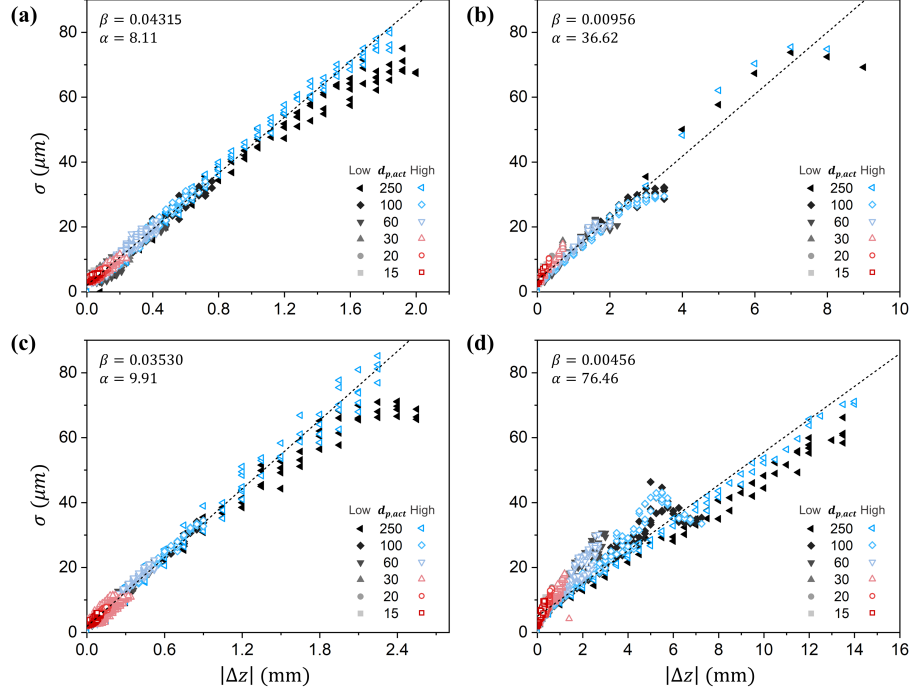 (a)
β = 0.04315
α = 8.11
80
60
40
20
0
σ (μm)
Low d_p,act High
250
100
60
30
20
15
0.0 0.4 0.8 1.2 1.6 2.0
(b)
β = 0.00956
α = 36.62
80
60
40
20
0
Low d_p,act High
250
100
60
30
20
15
0 2 4 6 8 10
(c)
β = 0.03530
α = 9.91
80
60
40
20
0
σ (μm)
Low d_p,act High
250
100
60
30
20
15
0.0 0.6 1.2 1.8 2.4
|Δz| (mm)
(d)
β = 0.00456
α = 76.46
80
60
40
20
0
Low d_p,act High
250
100
60
30
20
15
0 2 4 6 8 10 12 14 16
|Δz| (mm)